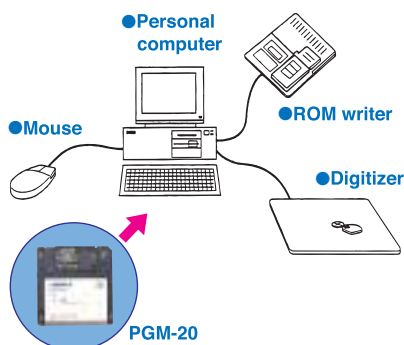 ●Personal
computer
●ROM writer
●Mouse
●Digitizer
PGM-20